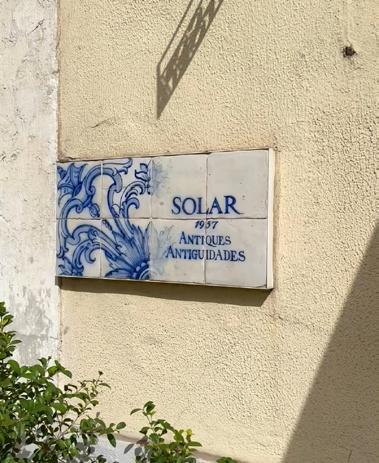 SOLAR
1957
ANTIQUES
ANTIGUIDADES